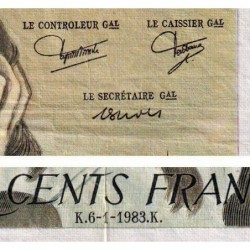 LE CONTROLEUR GAL LE CAISSIER GAL
LE SECRÉTAIRE GAL
CENTS FRAN
K.6-1-1983.K.